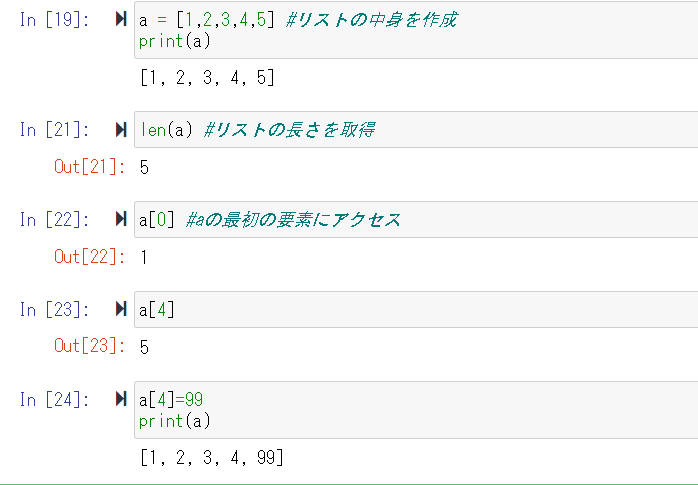 In [19]: a = [1,2,3,4,5] #リストの中身を作成
print(a)
[1, 2, 3, 4, 5]
In [21]: len(a) #リストの長さを取得
Out[21]: 5
In [22]: a[0] #aの最初の要素にアクセス
Out[22]: 1
In [23]: a[4]
Out[23]: 5
In [24]: a[4]=99
print(a)
[1, 2, 3, 4, 99]